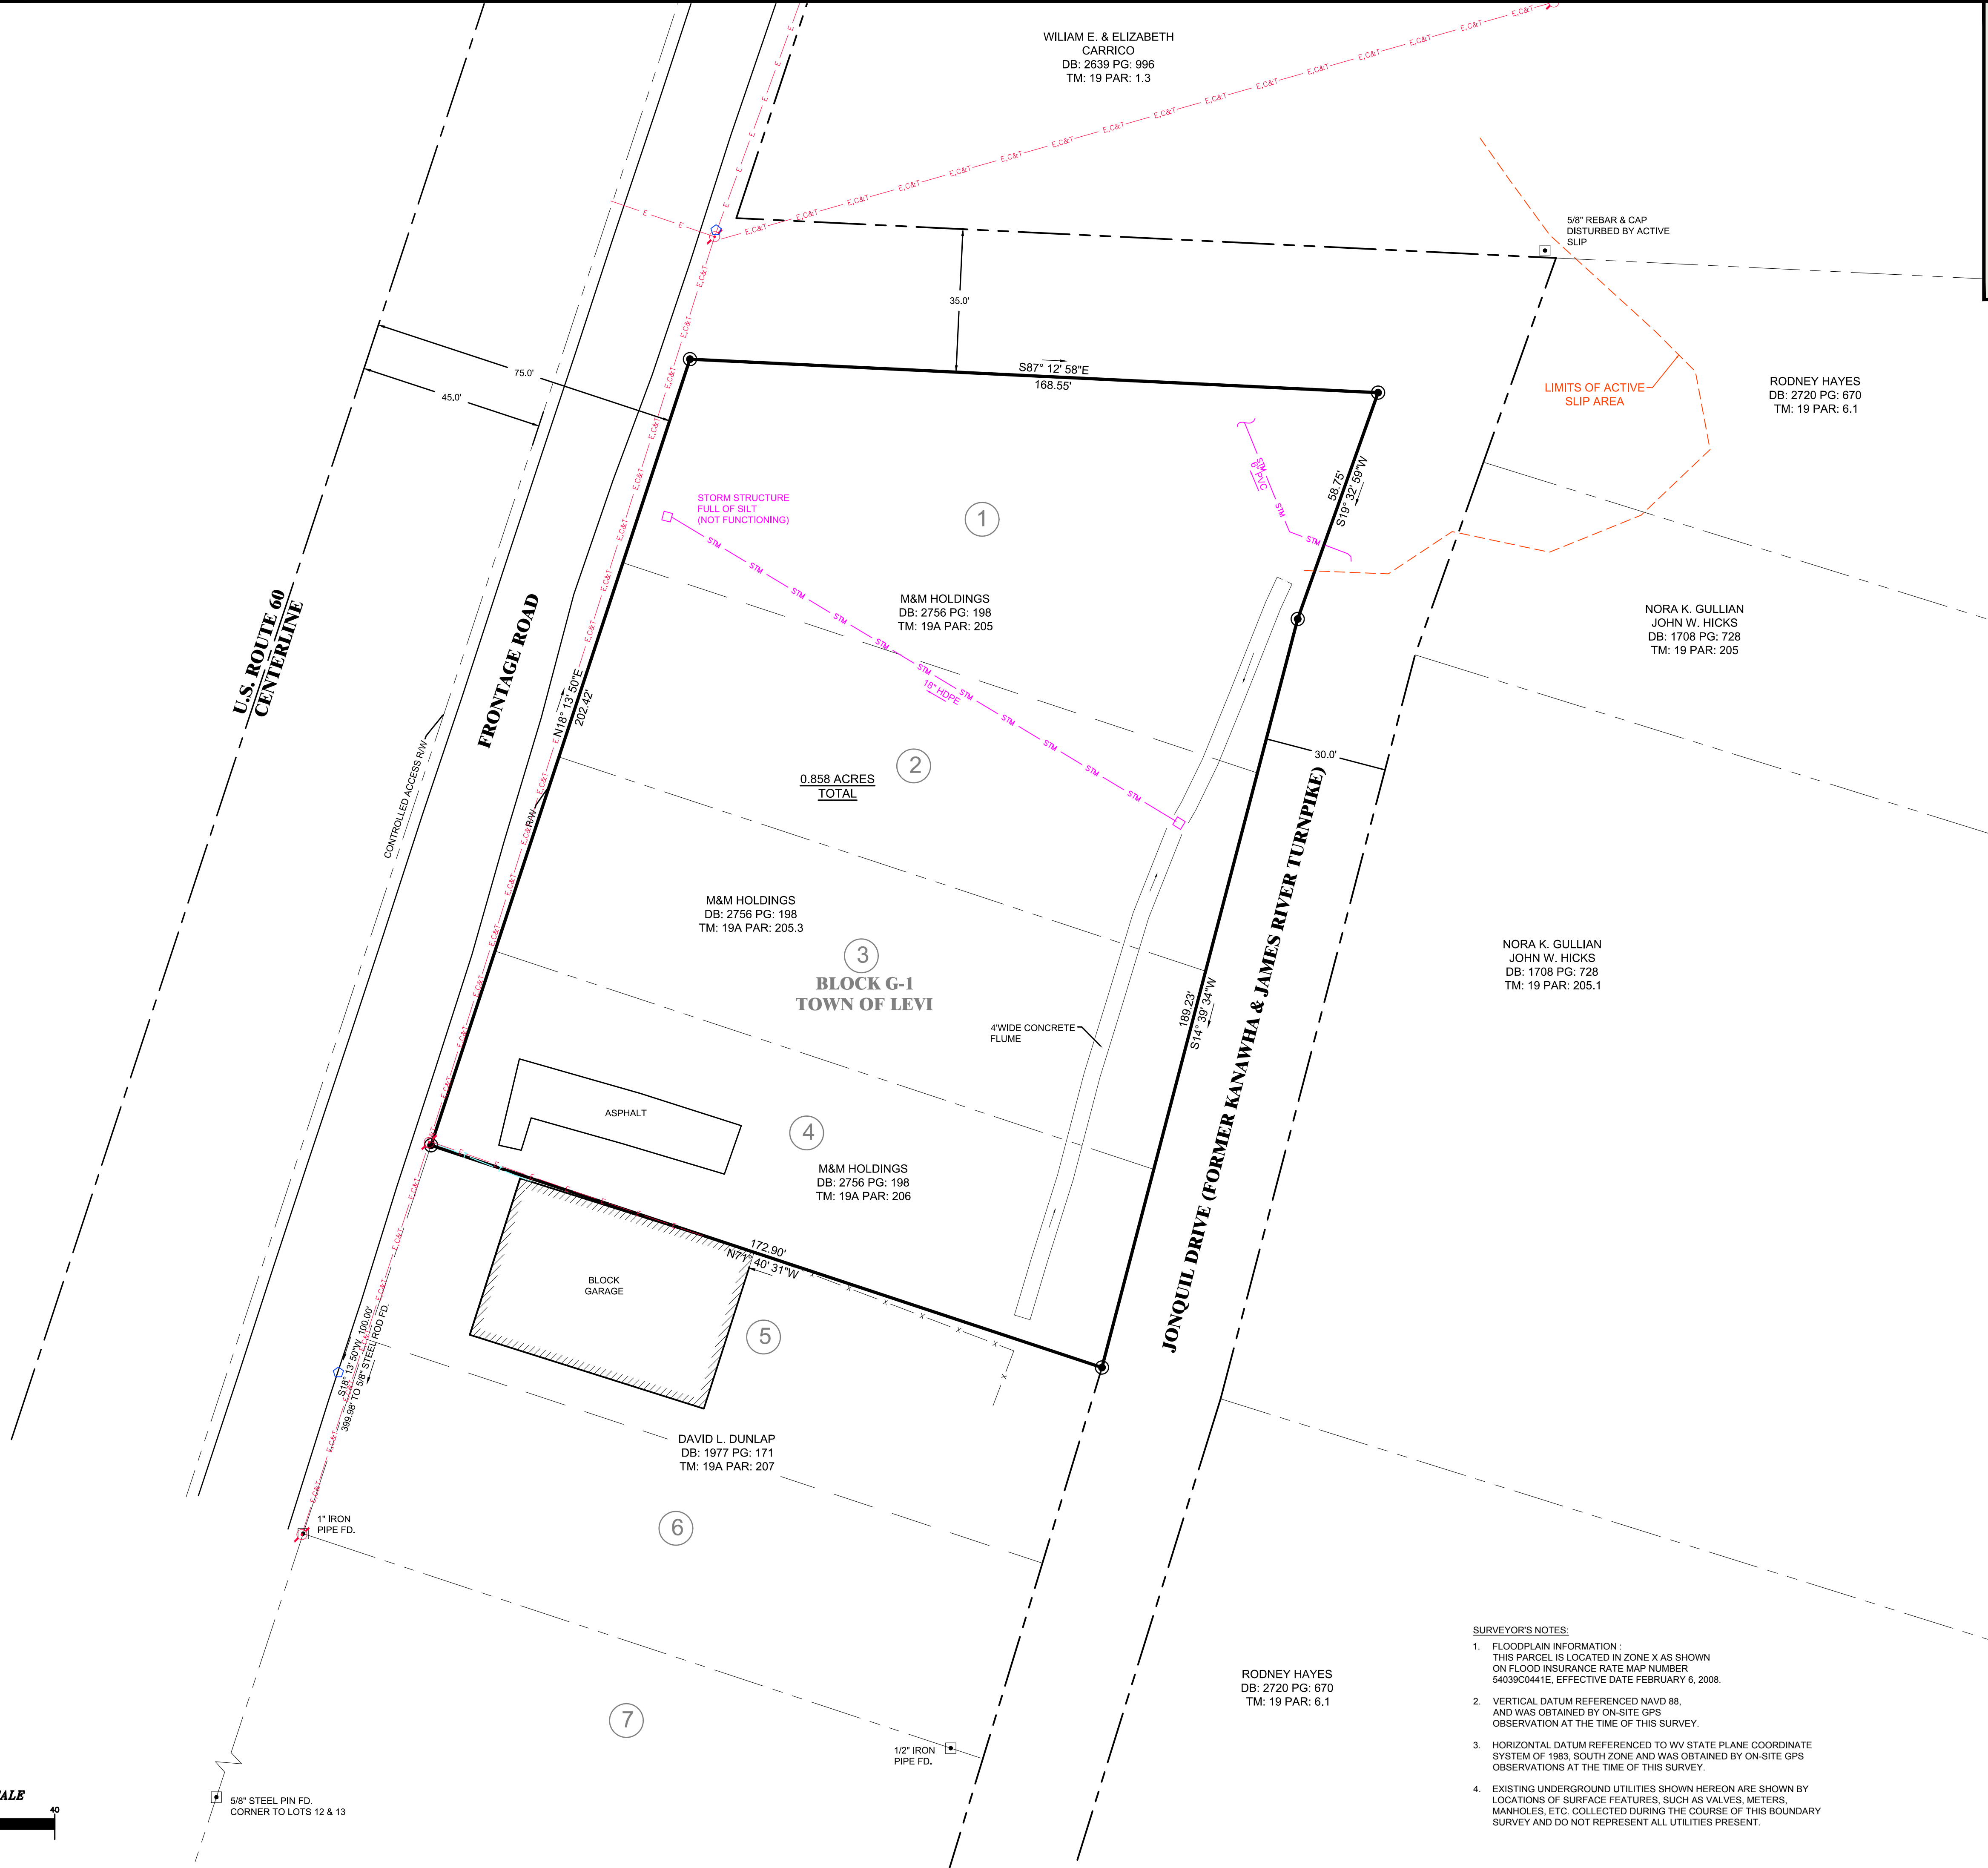 WILIAM E. & ELIZABETH
CARRICO
DB: 2639 PG: 996
TM: 19 PAR: 1.3
5/8" REBAR & CAP
DISTURBED BY ACTIVE
SLIP
35.0'
75.0'
45.0'
S87° 12' 58"E
168.55'
LIMITS OF ACTIVE
SLIP AREA
RODNEY HAYES
DB: 2720 PG: 670
TM: 19 PAR: 6.1
58.75'
S19° 32' 59"W
6" PVC
STORM STRUCTURE
FULL OF SILT
(NOT FUNCTIONING)
1
U.S. ROUTE 60
CENTERLINE
FRONTAGE ROAD
CONTROLLED ACCESS R/W
N18° 13' 50"E
202.42'
R/W
M&M HOLDINGS
DB: 2756 PG: 198
TM: 19A PAR: 205
18" HDPE
NORA K. GULLIAN
JOHN W. HICKS
DB: 1708 PG: 728
TM: 19 PAR: 205
2
0.858 ACRES
TOTAL
30.0'
JONQUIL DRIVE (FORMER KANAWHA & JAMES RIVER TURNPIKE)
M&M HOLDINGS
DB: 2756 PG: 198
TM: 19A PAR: 205.3
3
BLOCK G-1
TOWN OF LEVI
NORA K. GULLIAN
JOHN W. HICKS
DB: 1708 PG: 728
TM: 19 PAR: 205.1
189.23'
S14° 39' 34"W
4'WIDE CONCRETE
FLUME
ASPHALT
4
M&M HOLDINGS
DB: 2756 PG: 198
TM: 19A PAR: 206
172.90'
N71° 40' 31"W
BLOCK
GARAGE
5
S18° 13' 50"W 100.00'
399.98' TO 5/8" STEEL ROD FD.
DAVID L. DUNLAP
DB: 1977 PG: 171
TM: 19A PAR: 207
1" IRON
PIPE FD.
6
7
1/2" IRON
PIPE FD.
5/8" STEEL PIN FD.
CORNER TO LOTS 12 & 13
RODNEY HAYES
DB: 2720 PG: 670
TM: 19 PAR: 6.1
40
SURVEYOR'S NOTES:
1. FLOODPLAIN INFORMATION :
THIS PARCEL IS LOCATED IN ZONE X AS SHOWN
ON FLOOD INSURANCE RATE MAP NUMBER
54039C0441E, EFFECTIVE DATE FEBRUARY 6, 2008.
2. VERTICAL DATUM REFERENCED NAVD 88,
AND WAS OBTAINED BY ON-SITE GPS
OBSERVATION AT THE TIME OF THIS SURVEY.
3. HORIZONTAL DATUM REFERENCED TO WV STATE PLANE COORDINATE
SYSTEM OF 1983, SOUTH ZONE AND WAS OBTAINED BY ON-SITE GPS
OBSERVATIONS AT THE TIME OF THIS SURVEY.
4. EXISTING UNDERGROUND UTILITIES SHOWN HEREON ARE SHOWN BY
LOCATIONS OF SURFACE FEATURES, SUCH AS VALVES, METERS,
MANHOLES, ETC. COLLECTED DURING THE COURSE OF THIS BOUNDARY
SURVEY AND DO NOT REPRESENT ALL UTILITIES PRESENT.